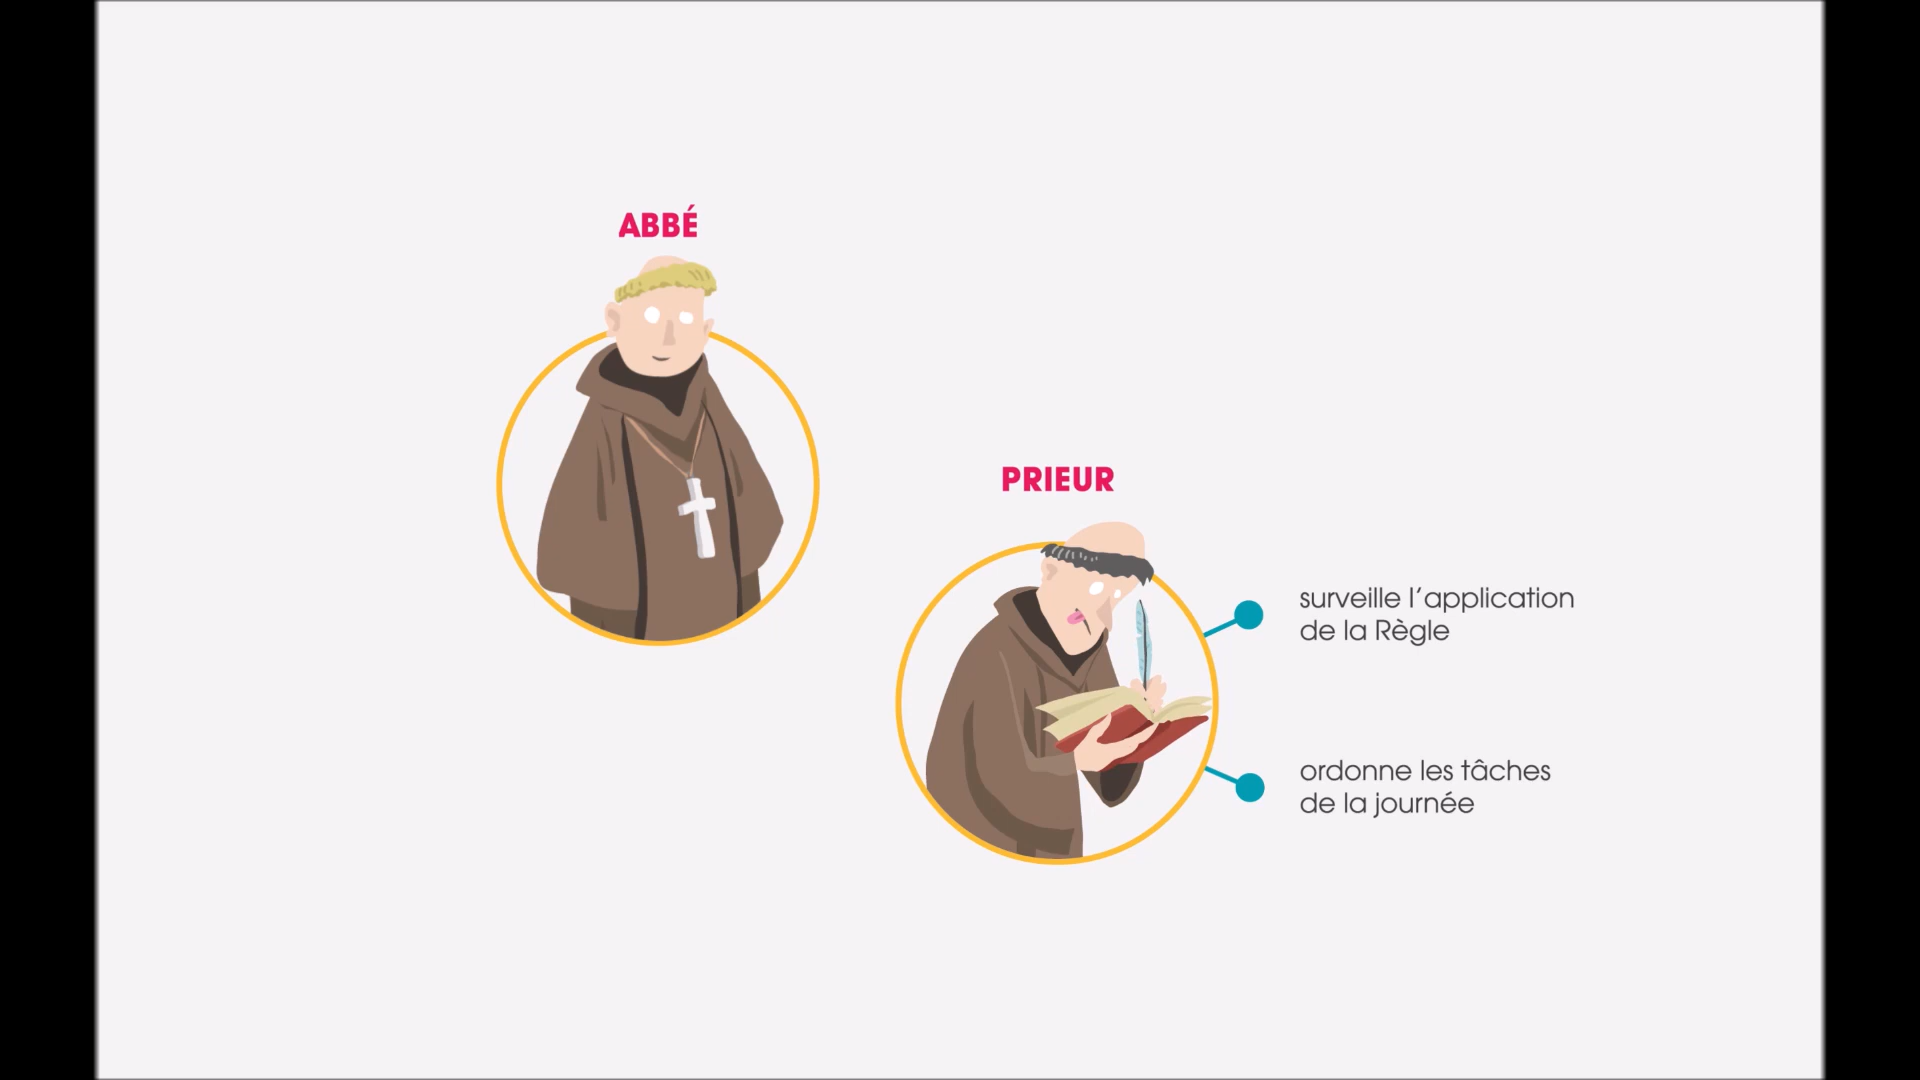 ABBÉ
PRIEUR
surveille l'application
de la Règle
ordonne les tâches
de la journée